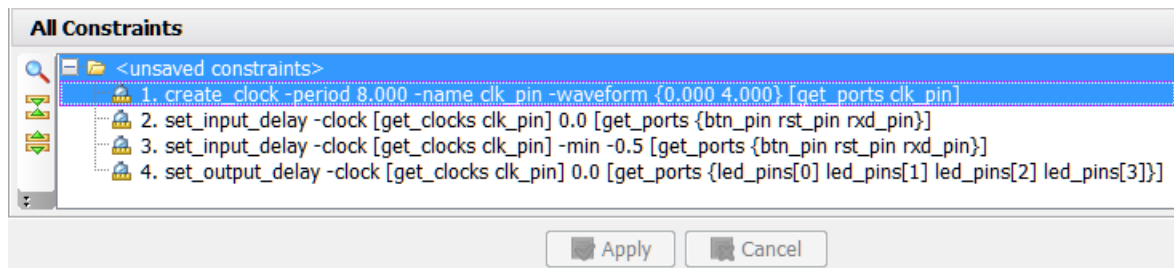 All Constraints
<unsaved constraints>
1. create_clock -period 8.000 -name clk_pin -waveform {0.000 4.000} [get_ports clk_pin]
2. set_input_delay -clock [get_clocks clk_pin] 0.0 [get_ports {btn_pin rst_pin rxd_pin}]
3. set_input_delay -clock [get_clocks clk_pin] -min -0.5 [get_ports {btn_pin rst_pin rxd_pin}]
4. set_output_delay -clock [get_clocks clk_pin] 0.0 [get_ports {led_pins[0] led_pins[1] led_pins[2] led_pins[3]}]
Apply Cancel